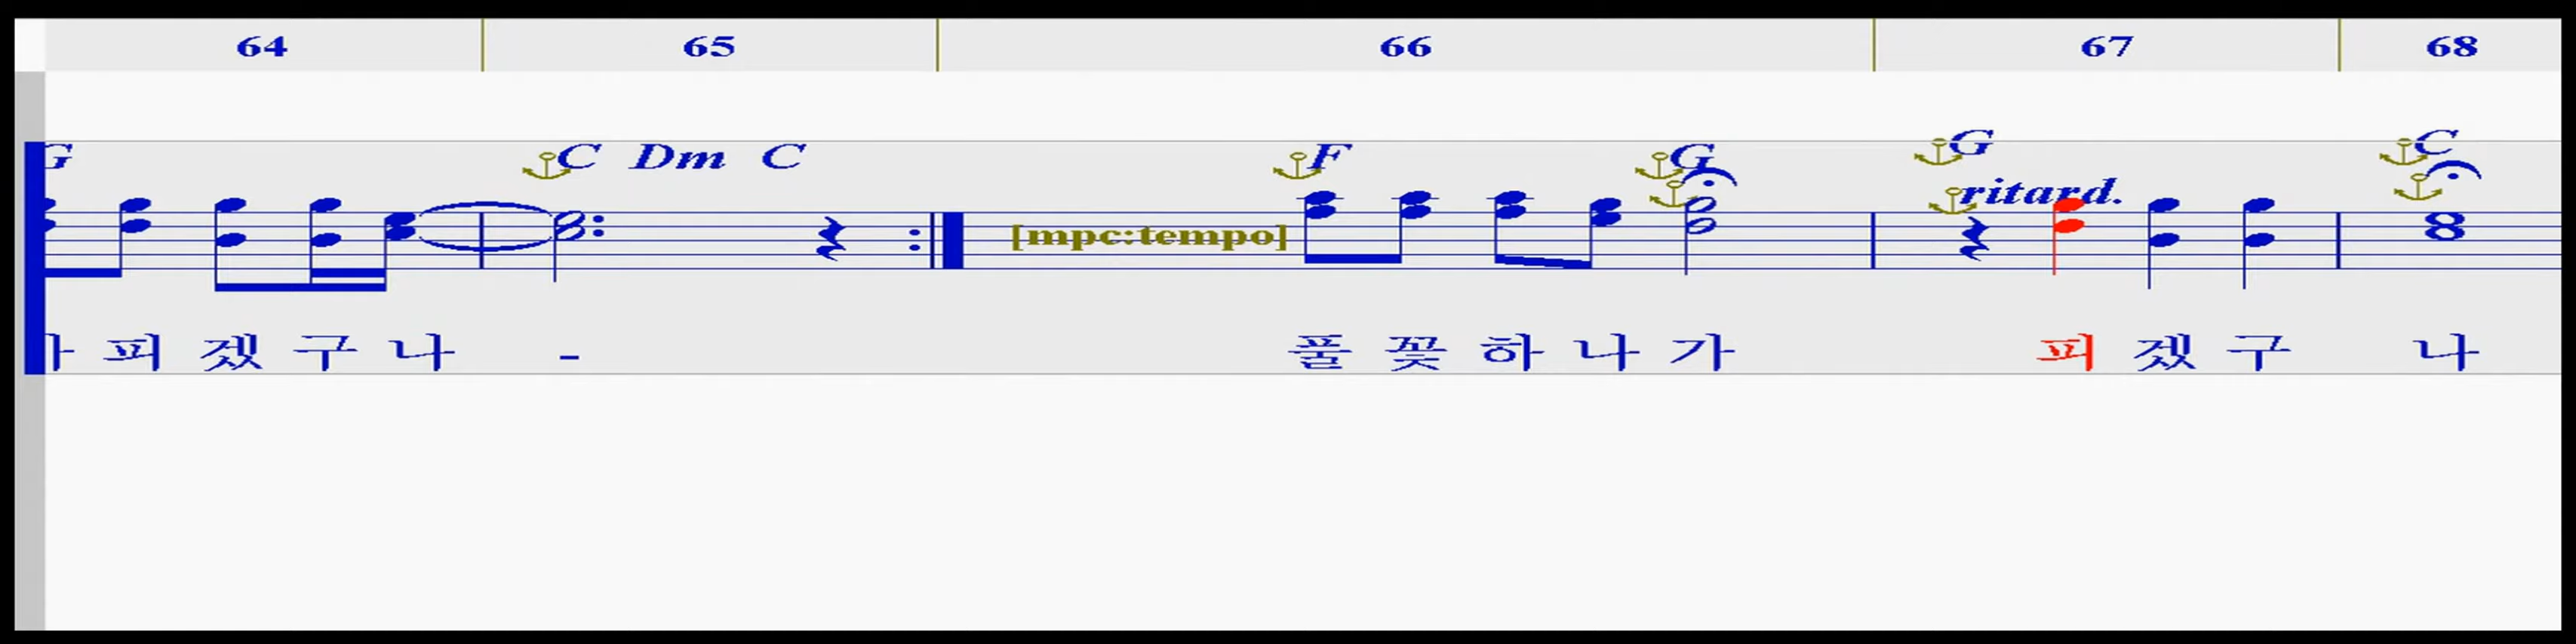 64 65 66 67 68
G C Dm C F G G C
ritard.
[mpc:tempo]
피 겠 구 나 - 풀 꽃 하 나 가 피 겠 구 나